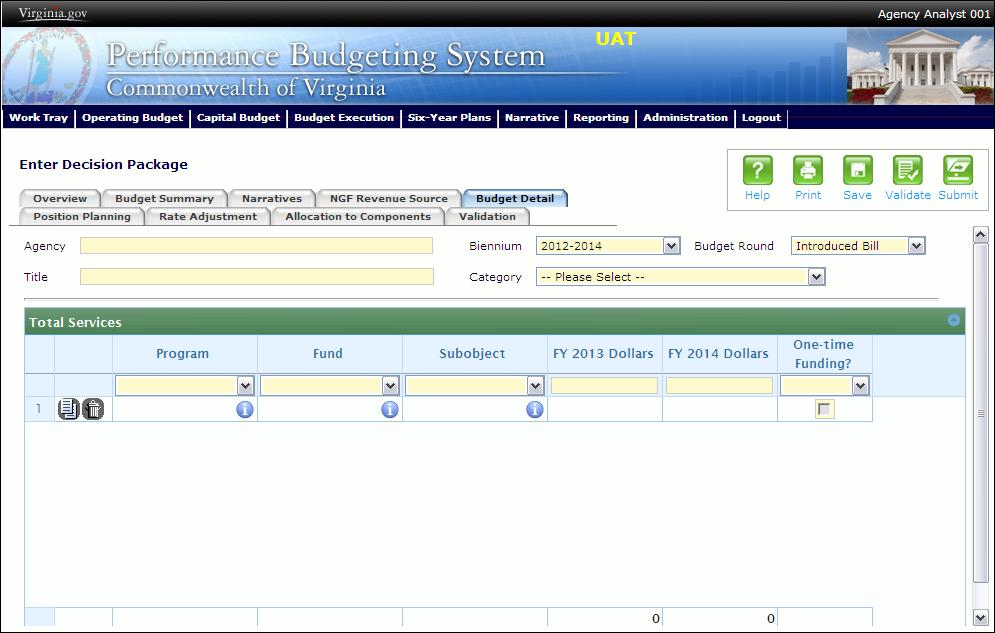 Virginia.gov Agency Analyst 001
Performance Budgeting System UAT
Commonwealth of Virginia
Work Tray Operating Budget Capital Budget Budget Execution Six-Year Plans Narrative Reporting Administration Logout
Enter Decision Package
Help Print Save Validate Submit
Overview Budget Summary Narratives NGF Revenue Source Budget Detail
Position Planning Rate Adjustment Allocation to Components Validation
Agency Biennium 2012-2014 Budget Round Introduced Bill
Title Category -- Please Select --
Total Services
Program Fund Subobject FY 2013 Dollars FY 2014 Dollars One-time
Funding?
1
0 0